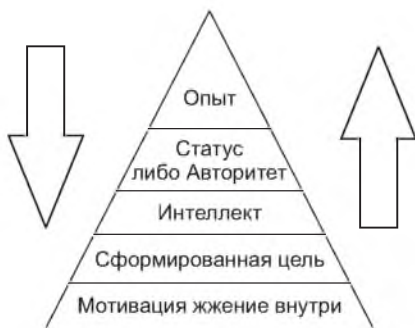 Опыт
Статус
либо Авторитет
Интеллект
Сформированная цель
Мотивация жжение внутри